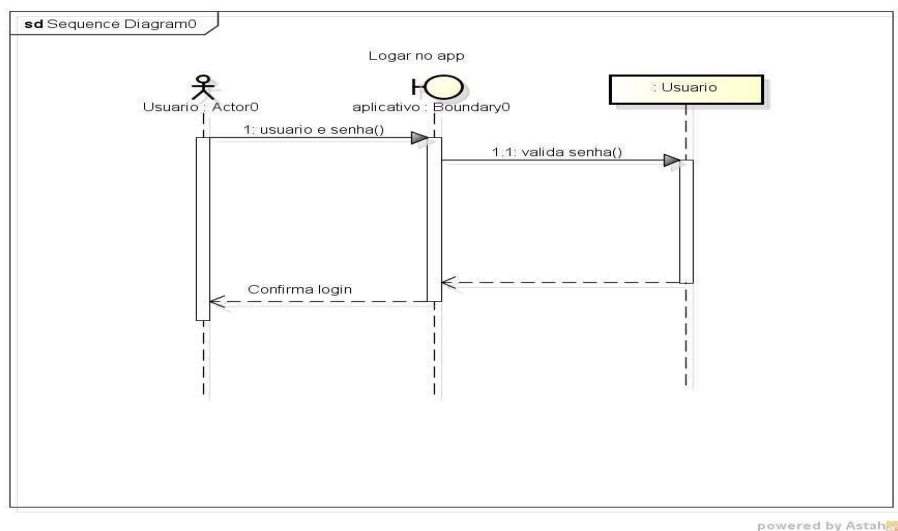 sd Sequence Diagram0
Logar no app
Usuario : Actor0
aplicativo : Boundary0
: Usuario
1: usuario e senha()
1.1: valida senha()
Confirma login
powered by Astah